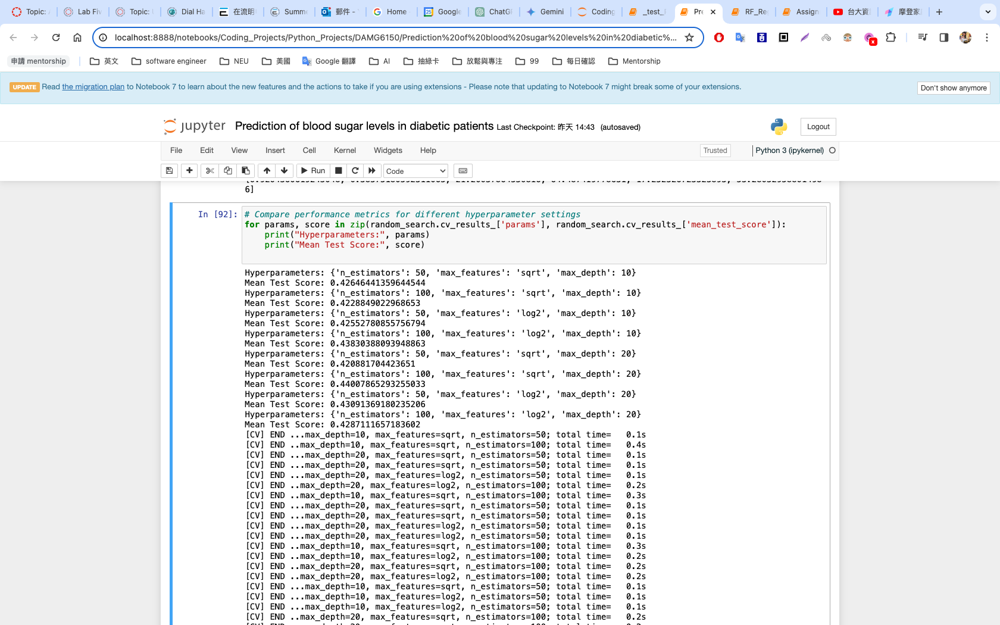 Topic: A
Lab Fiv
Topic: U
Dial Ha
在流明
Summ
郵件 -
Home
Google
ChatGP
Gemini
Coding
_test_
Pre
RF_Re
Assign
台大資
摩登家
localhost:8888/notebooks/Coding_Projects/Python_Projects/DAMG6150/Prediction%20of%20blood%20sugar%20levels%20in%20diabetic%...
申請 mentorship
英文
software engineer
NEU
美國
Google 翻譯
AI
抽綠卡
放鬆與專注
99
每日確認
Mentorship
UPDATE Read the migration plan to Notebook 7 to learn about the new features and the actions to take if you are using extensions - Please note that updating to Notebook 7 might break some of your extensions.
Don't show anymore
jupyter Prediction of blood sugar levels in diabetic patients Last Checkpoint: 昨天 14:43 (autosaved)
Logout
File Edit View Insert Cell Kernel Widgets Help
Trusted
Python 3 (ipykernel)
Run
Code
6]
In [92]: # Compare performance metrics for different hyperparameter settings
for params, score in zip(random_search.cv_results_['params'], random_search.cv_results_['mean_test_score']):
    print("Hyperparameters:", params)
    print("Mean Test Score:", score)
Hyperparameters: {'n_estimators': 50, 'max_features': 'sqrt', 'max_depth': 10}
Mean Test Score: 0.42646441359644544
Hyperparameters: {'n_estimators': 100, 'max_features': 'sqrt', 'max_depth': 10}
Mean Test Score: 0.4228849022968653
Hyperparameters: {'n_estimators': 50, 'max_features': 'log2', 'max_depth': 10}
Mean Test Score: 0.42552780855756794
Hyperparameters: {'n_estimators': 100, 'max_features': 'log2', 'max_depth': 10}
Mean Test Score: 0.43830388093948863
Hyperparameters: {'n_estimators': 50, 'max_features': 'sqrt', 'max_depth': 20}
Mean Test Score: 0.420881704423651
Hyperparameters: {'n_estimators': 100, 'max_features': 'sqrt', 'max_depth': 20}
Mean Test Score: 0.44007865293255033
Hyperparameters: {'n_estimators': 50, 'max_features': 'log2', 'max_depth': 20}
Mean Test Score: 0.43091369180235206
Hyperparameters: {'n_estimators': 100, 'max_features': 'log2', 'max_depth': 20}
Mean Test Score: 0.4287111657183602
[CV] END ...max_depth=10, max_features=sqrt, n_estimators=50; total time=   0.1s
[CV] END ..max_depth=10, max_features=sqrt, n_estimators=100; total time=   0.4s
[CV] END ...max_depth=20, max_features=sqrt, n_estimators=50; total time=   0.1s
[CV] END ...max_depth=20, max_features=sqrt, n_estimators=50; total time=   0.1s
[CV] END ...max_depth=20, max_features=log2, n_estimators=50; total time=   0.1s
[CV] END ..max_depth=20, max_features=log2, n_estimators=100; total time=   0.2s
[CV] END ..max_depth=10, max_features=sqrt, n_estimators=100; total time=   0.3s
[CV] END ...max_depth=20, max_features=sqrt, n_estimators=50; total time=   0.1s
[CV] END ...max_depth=20, max_features=sqrt, n_estimators=50; total time=   0.1s
[CV] END ...max_depth=20, max_features=log2, n_estimators=50; total time=   0.1s
[CV] END ...max_depth=20, max_features=log2, n_estimators=50; total time=   0.1s
[CV] END ..max_depth=10, max_features=sqrt, n_estimators=100; total time=   0.3s
[CV] END ..max_depth=10, max_features=log2, n_estimators=100; total time=   0.2s
[CV] END ..max_depth=20, max_features=sqrt, n_estimators=100; total time=   0.2s
[CV] END ..max_depth=20, max_features=log2, n_estimators=100; total time=   0.2s
[CV] END ...max_depth=10, max_features=sqrt, n_estimators=50; total time=   0.1s
[CV] END ...max_depth=10, max_features=log2, n_estimators=50; total time=   0.1s
[CV] END ...max_depth=10, max_features=log2, n_estimators=50; total time=   0.1s
[CV] END ..max_depth=20, max_features=sqrt, n_estimators=100; total time=   0.2s